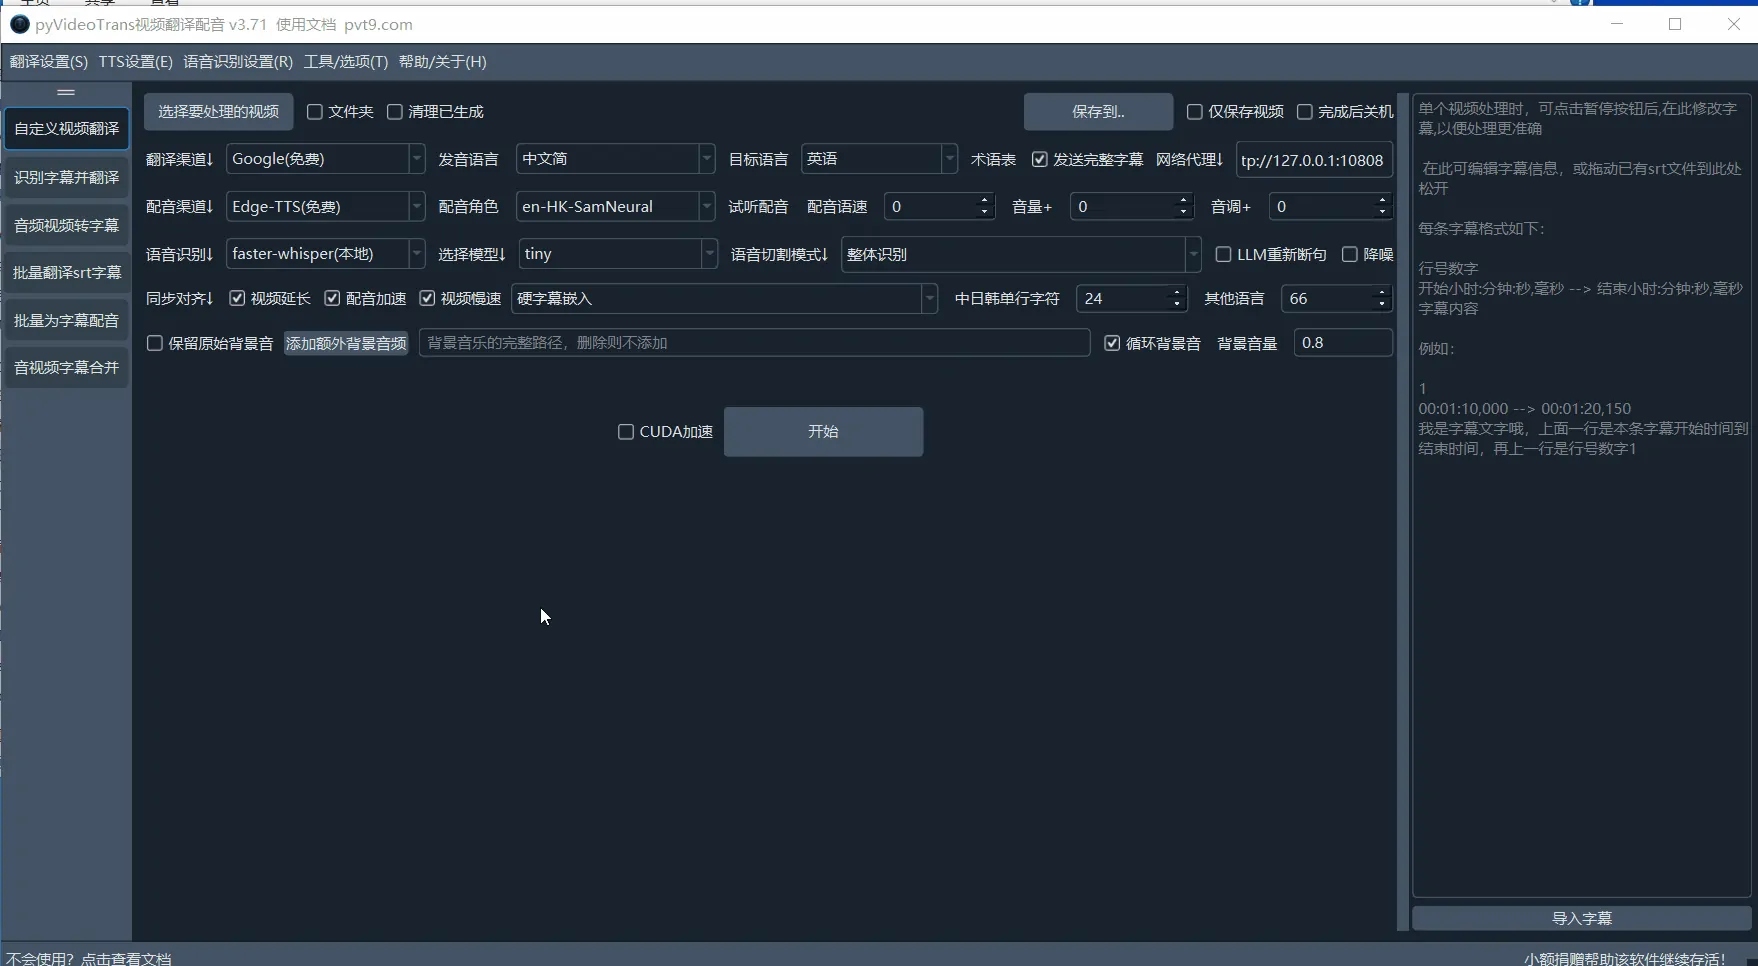 主页 共享 查看
pyVideoTrans视频翻译配音 v3.71 使用文档 pvt9.com
翻译设置(S) TTS设置(E) 语音识别设置(R) 工具/选项(T) 帮助/关于(H)
自定义视频翻译
识别字幕并翻译
音频视频转字幕
批量翻译srt字幕
批量为字幕配音
音视频字幕合并
选择要处理的视频 文件夹 清理已生成 保存到.. 仅保存视频 完成后关机
翻译渠道↓ Google(免费) 发音语言 中文简 目标语言 英语 术语表 发送完整字幕 网络代理↓ tp://127.0.0.1:10808
配音渠道↓ Edge-TTS(免费) 配音角色 en-HK-SamNeural 试听配音 配音语速 0 音量+ 0 音调+ 0
语音识别↓ faster-whisper(本地) 选择模型↓ tiny 语音切割模式↓ 整体识别 LLM重新断句 降噪
同步对齐↓ 视频延长 配音加速 视频慢速 硬字幕嵌入 中日韩单行字符 24 其他语言 66
保留原始背景音 添加额外背景音频 背景音乐的完整路径，删除则不添加 循环背景音 背景音量 0.8
CUDA加速 开始
单个视频处理时，可点击暂停按钮后,在此修改字
幕,以便处理更准确
在此可编辑字幕信息，或拖动已有srt文件到此处
松开
每条字幕格式如下：
行号数字
开始小时:分钟:秒,毫秒 --> 结束小时:分钟:秒,毫秒
字幕内容
例如：
1
00:01:10,000 --> 00:01:20,150
我是字幕文字哦，上面一行是本条字幕开始时间到
结束时间，再上一行是行号数字1
导入字幕
不会使用？点击查看文档
小额捐赠帮助该软件继续存活！